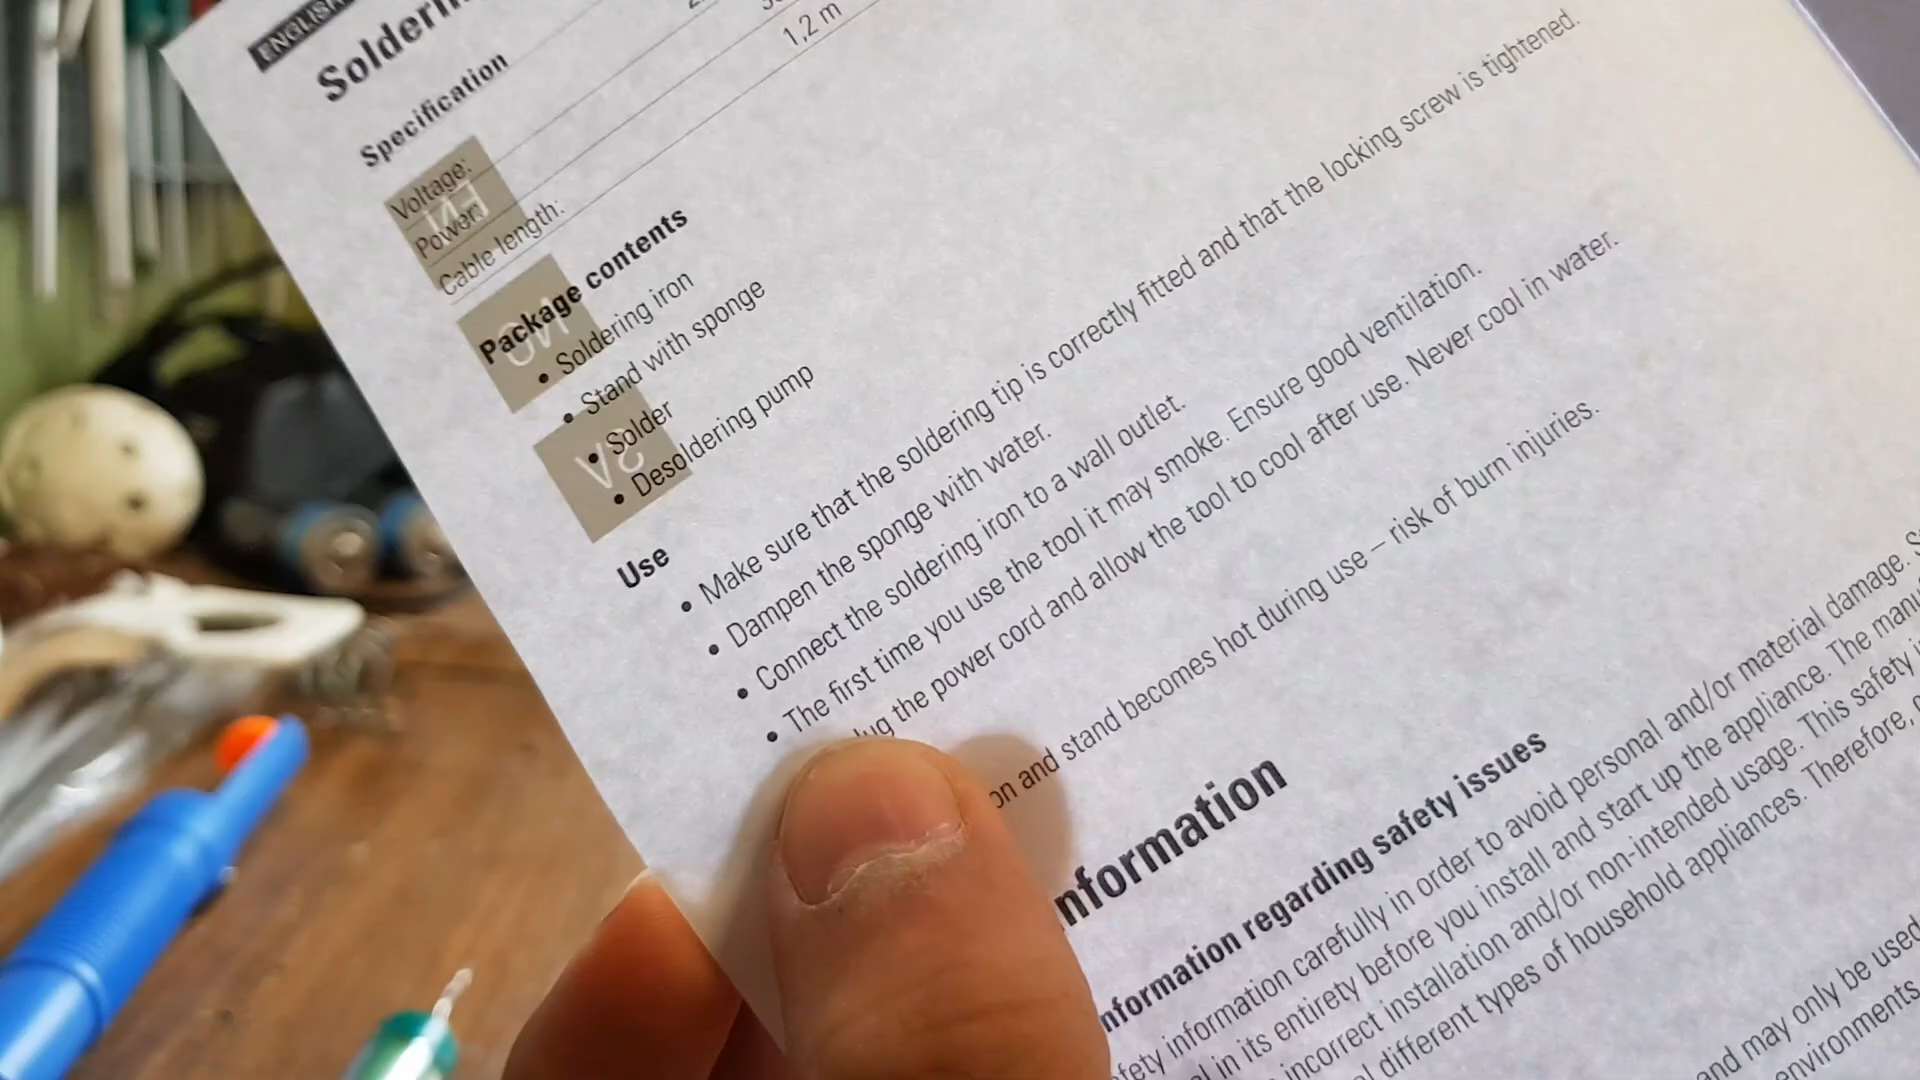 ENGLISH
Soldering
Specification
Voltage:
Power:
Cable length: 1,2 m
Package contents
• Soldering iron
• Stand with sponge
• Solder
• Desoldering pump
Use
• Make sure that the soldering tip is correctly fitted and that the locking screw is tightened.
• Dampen the sponge with water.
• Connect the soldering iron to a wall outlet.
• The first time you use the tool it may smoke. Ensure good ventilation.
the power cord and allow the tool to cool after use. Never cool in water.
and stand becomes hot during use – risk of burn injuries.
nformation
nformation regarding safety issues
information carefully in order to avoid personal and/or material damage.
in its entirety before you install and start up the appliance. The
incorrect installation and/or non-intended usage. This safety
different types of household appliances. Therefore,
and may only be used
environments
EN
NO
SV